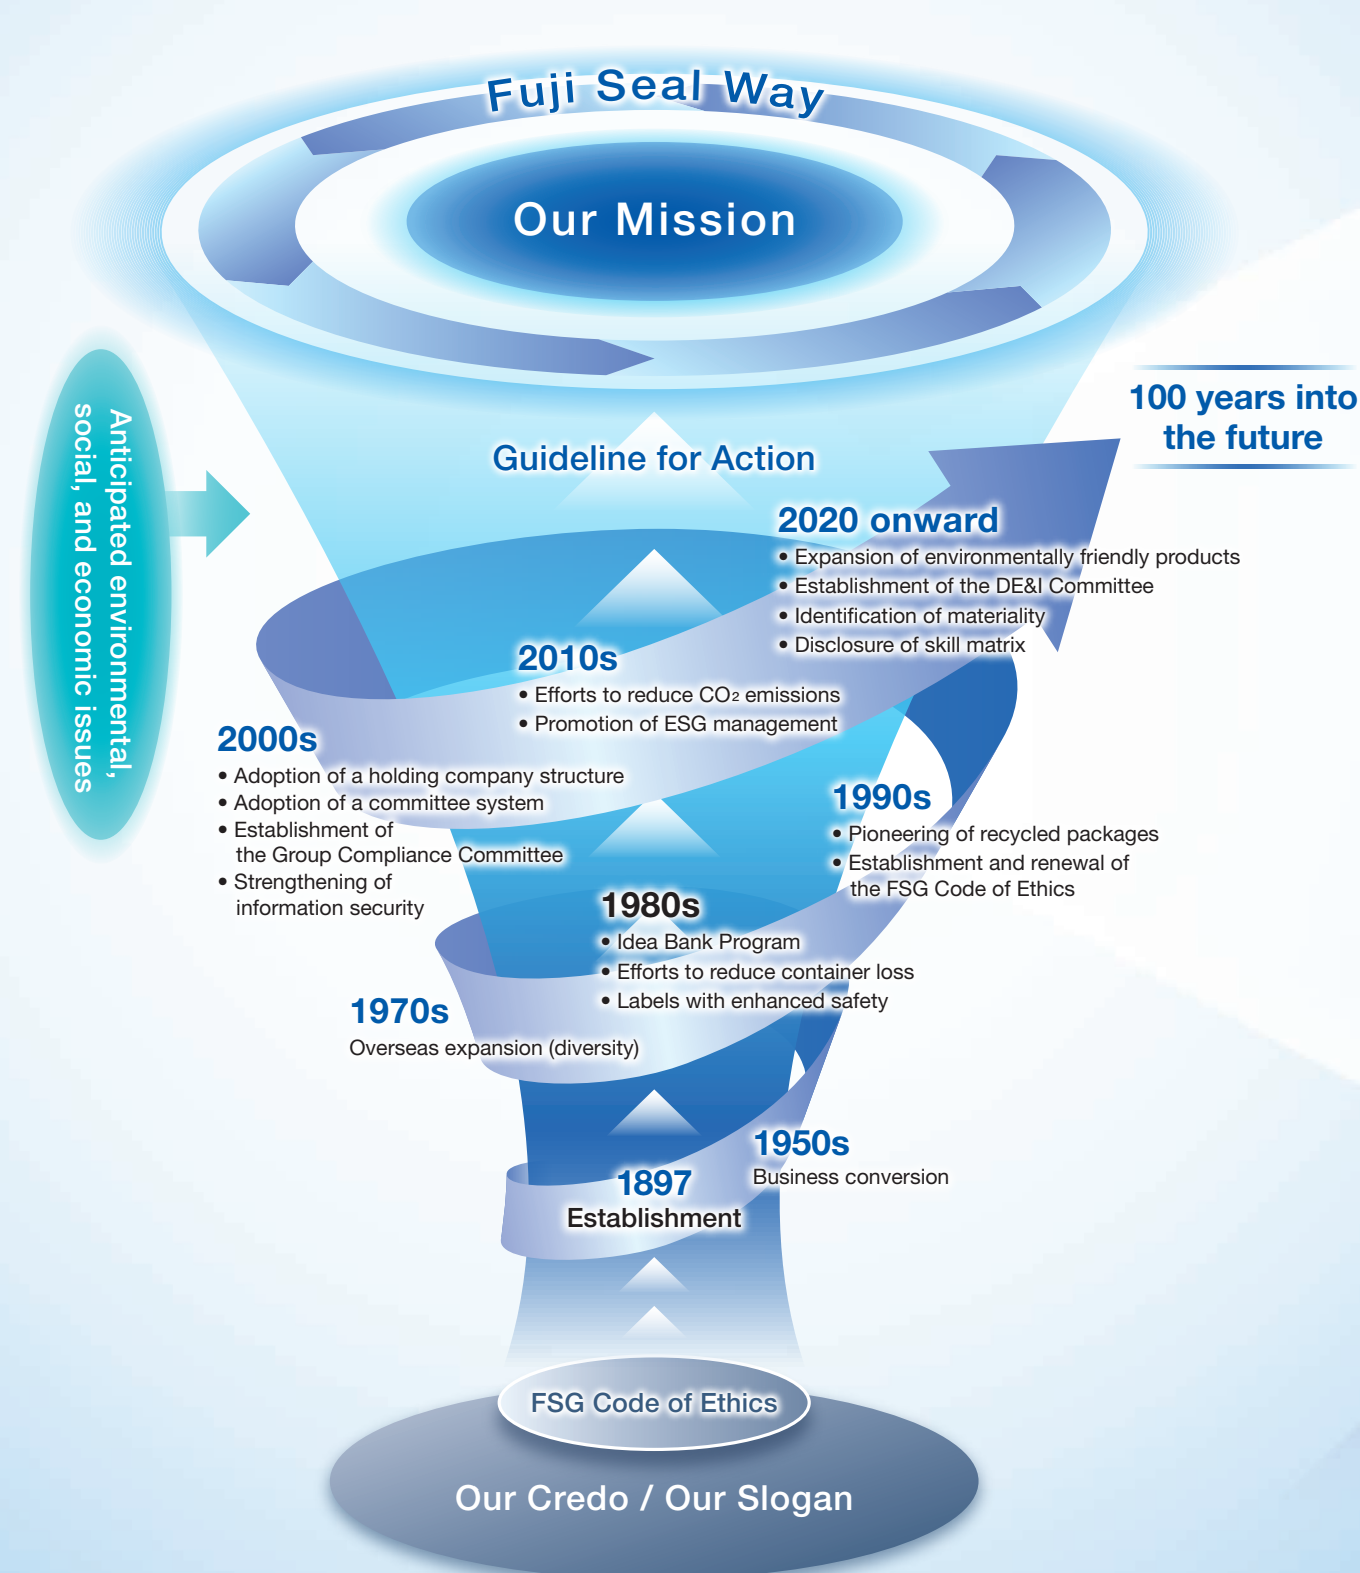 Fuji Seal Way
Our Mission
Anticipated environmental,
social, and economic issues
100 years into
the future
Guideline for Action
2020 onward
• Expansion of environmentally friendly products
• Establishment of the DE&I Committee
• Identification of materiality
• Disclosure of skill matrix
2010s
• Efforts to reduce CO₂ emissions
• Promotion of ESG management
2000s
• Adoption of a holding company structure
• Adoption of a committee system
• Establishment of
the Group Compliance Committee
• Strengthening of
information security
1990s
• Pioneering of recycled packages
• Establishment and renewal of
the FSG Code of Ethics
1980s
• Idea Bank Program
• Efforts to reduce container loss
• Labels with enhanced safety
1970s
Overseas expansion (diversity)
1950s
Business conversion
1897
Establishment
FSG Code of Ethics
Our Credo / Our Slogan